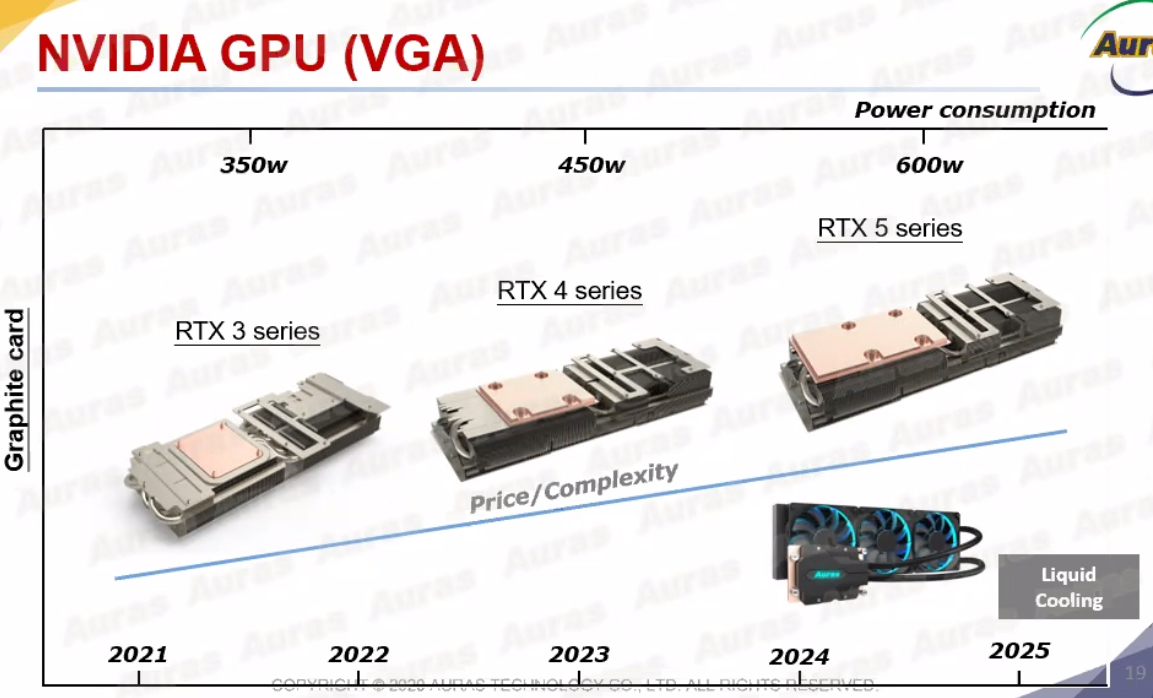 NVIDIA GPU (VGA)
Power consumption
350w
450w
600w
RTX 5 series
RTX 4 series
RTX 3 series
Graphite card
Price/Complexity
Auras
Liquid
Cooling
2021
2022
2023
2024
2025
COPYRIGHT © 2020 AURAS TECHNOLOGY CO., LTD. ALL RIGHTS RESERVED.
19